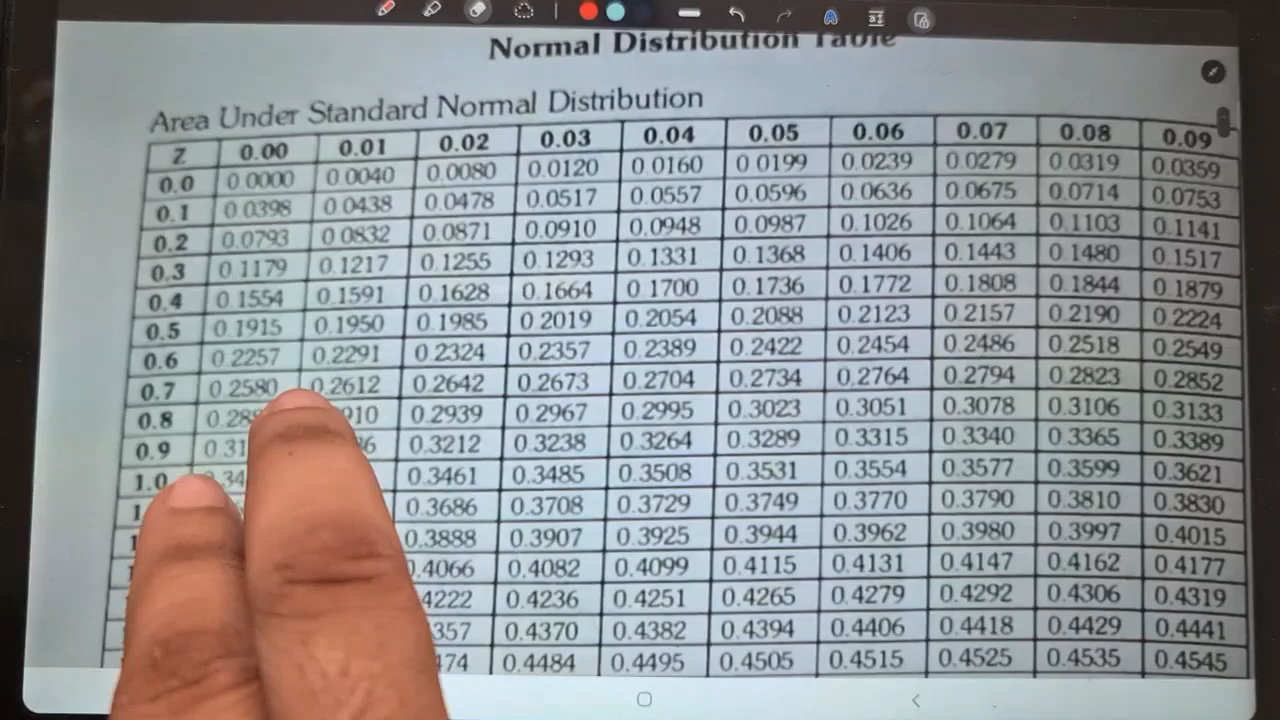 Normal Distribution Table
Area Under Standard Normal Distribution
Z 0.00 0.01 0.02 0.03 0.04 0.05 0.06 0.07 0.08 0.09
0.0 0.0000 0.0040 0.0080 0.0120 0.0160 0.0199 0.0239 0.0279 0.0319 0.0359
0.1 0.0398 0.0438 0.0478 0.0517 0.0557 0.0596 0.0636 0.0675 0.0714 0.0753
0.2 0.0793 0.0832 0.0871 0.0910 0.0948 0.0987 0.1026 0.1064 0.1103 0.1141
0.3 0.1179 0.1217 0.1255 0.1293 0.1331 0.1368 0.1406 0.1443 0.1480 0.1517
0.4 0.1554 0.1591 0.1628 0.1664 0.1700 0.1736 0.1772 0.1808 0.1844 0.1879
0.5 0.1915 0.1950 0.1985 0.2019 0.2054 0.2088 0.2123 0.2157 0.2190 0.2224
0.6 0.2257 0.2291 0.2324 0.2357 0.2389 0.2422 0.2454 0.2486 0.2518 0.2549
0.7 0.2580 0.2612 0.2642 0.2673 0.2704 0.2734 0.2764 0.2794 0.2823 0.2852
0.8 0.2939 0.2967 0.2995 0.3023 0.3051 0.3078 0.3106 0.3133
0.9 0.3212 0.3238 0.3264 0.3289 0.3315 0.3340 0.3365 0.3389
1.0 0.3461 0.3485 0.3508 0.3531 0.3554 0.3577 0.3599 0.3621
0.3686 0.3708 0.3729 0.3749 0.3770 0.3790 0.3810 0.3830
0.3888 0.3907 0.3925 0.3944 0.3962 0.3980 0.3997 0.4015
0.4066 0.4082 0.4099 0.4115 0.4131 0.4147 0.4162 0.4177
4222 0.4236 0.4251 0.4265 0.4279 0.4292 0.4306 0.4319
357 0.4370 0.4382 0.4394 0.4406 0.4418 0.4429 0.4441
474 0.4484 0.4495 0.4505 0.4515 0.4525 0.4535 0.4545